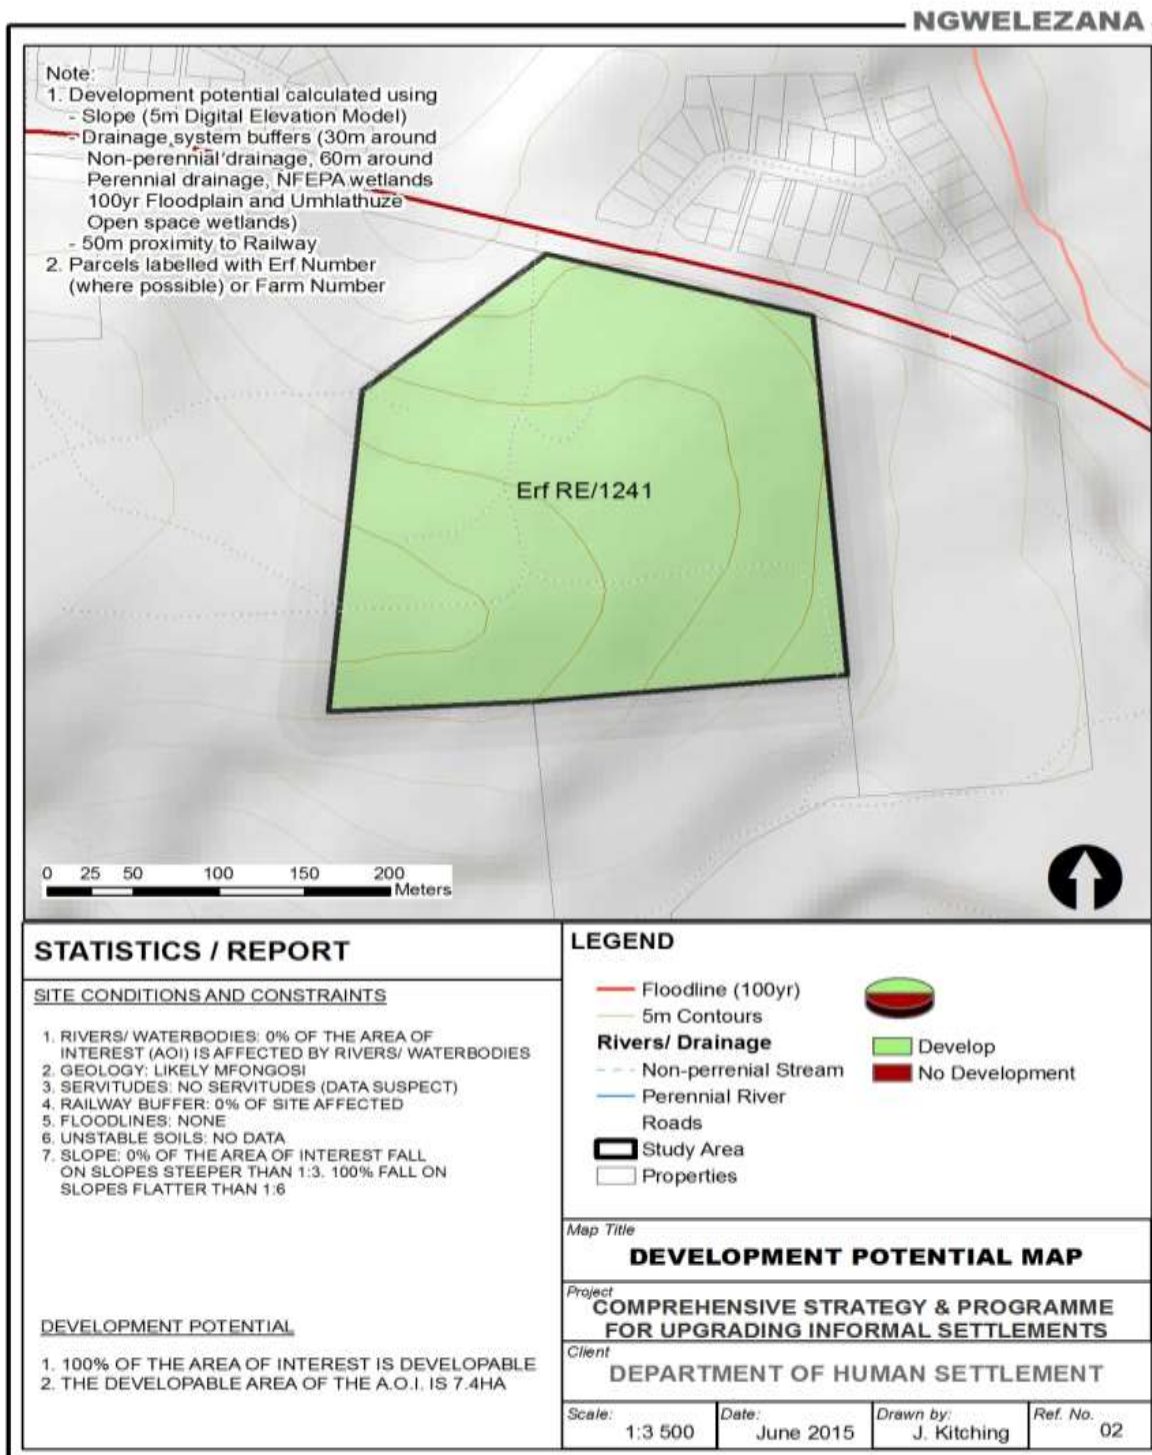 NGWELEZANA
Note:
1. Development potential calculated using
- Slope (5m Digital Elevation Model)
- Drainage system buffers (30m around
Non-perennial drainage, 60m around
Perennial drainage, NFEPA wetlands
100yr Floodplain and Umhlathuze
Open space wetlands)
- 50m proximity to Railway
2. Parcels labelled with Erf Number
(where possible) or Farm Number
Erf RE/1241
0 25 50 100 150 200
Meters
STATISTICS / REPORT
SITE CONDITIONS AND CONSTRAINTS
1. RIVERS/ WATERBODIES: 0% OF THE AREA OF
INTEREST (AOI) IS AFFECTED BY RIVERS/ WATERBODIES
2. GEOLOGY: LIKELY MFONGOSI
3. SERVITUDES: NO SERVITUDES (DATA SUSPECT)
4. RAILWAY BUFFER: 0% OF SITE AFFECTED
5. FLOODLINES: NONE
6. UNSTABLE SOILS: NO DATA
7. SLOPE: 0% OF THE AREA OF INTEREST FALL
ON SLOPES STEEPER THAN 1:3. 100% FALL ON
SLOPES FLATTER THAN 1:6
DEVELOPMENT POTENTIAL
1. 100% OF THE AREA OF INTEREST IS DEVELOPABLE
2. THE DEVELOPABLE AREA OF THE A.O.I. IS 7.4HA
LEGEND
Floodline (100yr)
5m Contours
Rivers/ Drainage
Non-perrenial Stream
Perennial River
Roads
Study Area
Properties
Develop
No Development
Map Title
DEVELOPMENT POTENTIAL MAP
Project
COMPREHENSIVE STRATEGY & PROGRAMME
FOR UPGRADING INFORMAL SETTLEMENTS
Client
DEPARTMENT OF HUMAN SETTLEMENT
Scale: Date: Drawn by: Ref. No.
1:3 500 June 2015 J. Kitching 02